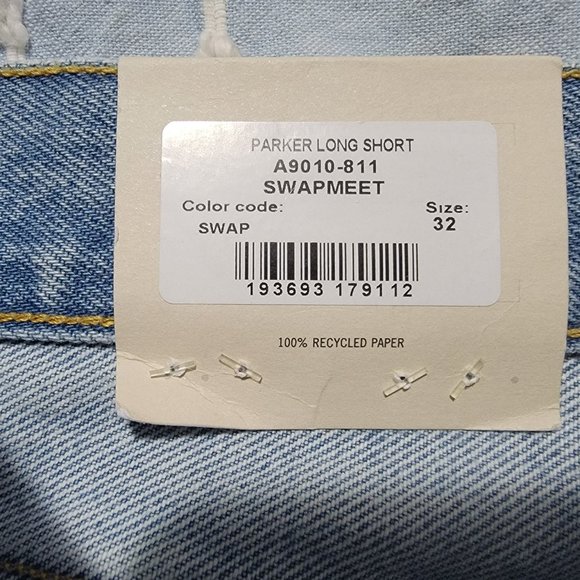 PARKER LONG SHORT
A9010-811
SWAPMEET
Color code: Size:
SWAP 32
193693 179112
100% RECYCLED PAPER